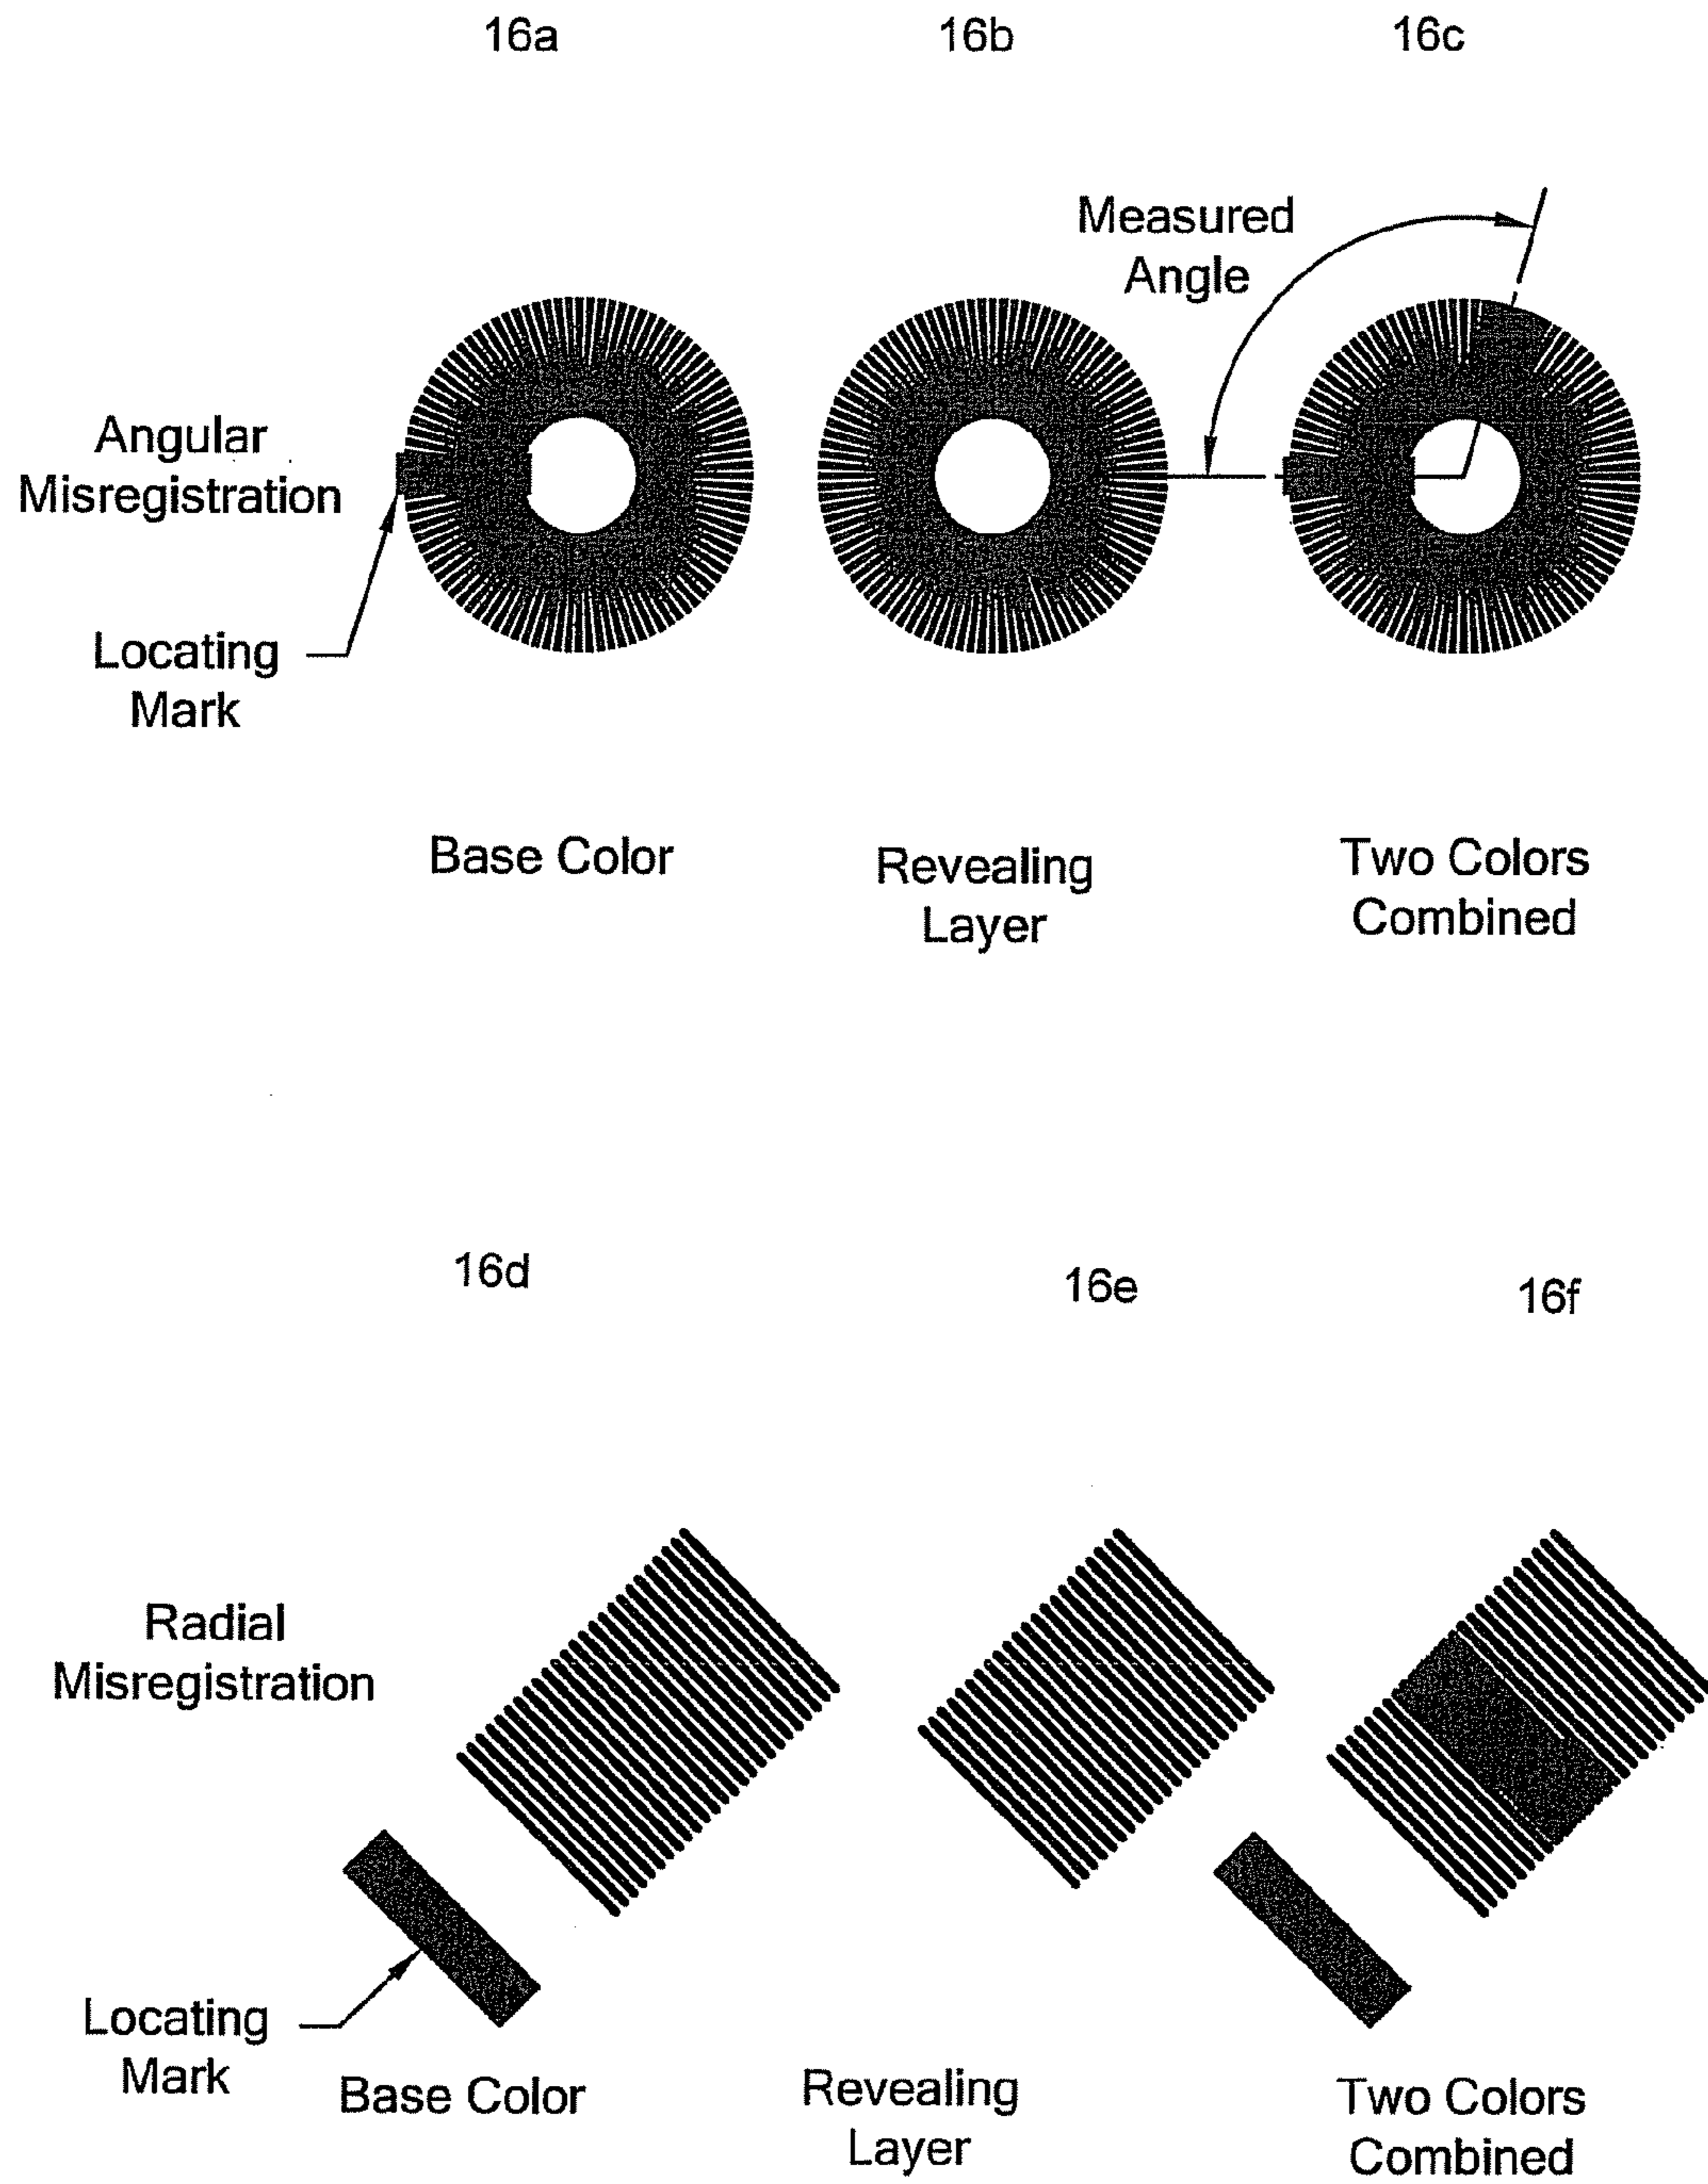 16a
16b
16c
Measured
Angle
Angular
Misregistration
Locating
Mark
Base Color
Revealing
Layer
Two Colors
Combined
16d
16e
16f
Radial
Misregistration
Locating
Mark
Base Color
Revealing
Layer
Two Colors
Combined